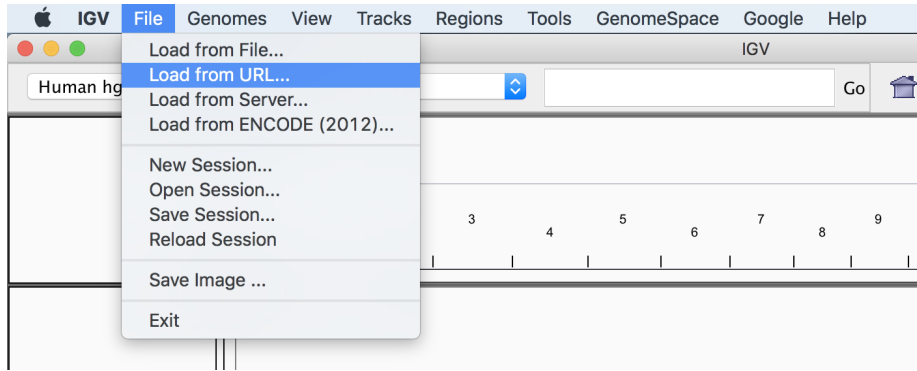 IGV File Genomes View Tracks Regions Tools GenomeSpace Google Help
IGV
Load from File...
Load from URL...
Human hg
Go
Load from Server...
Load from ENCODE (2012)...
New Session...
Open Session...
Save Session...
Reload Session
3 5 7 9
4 6 8
Save Image ...
Exit